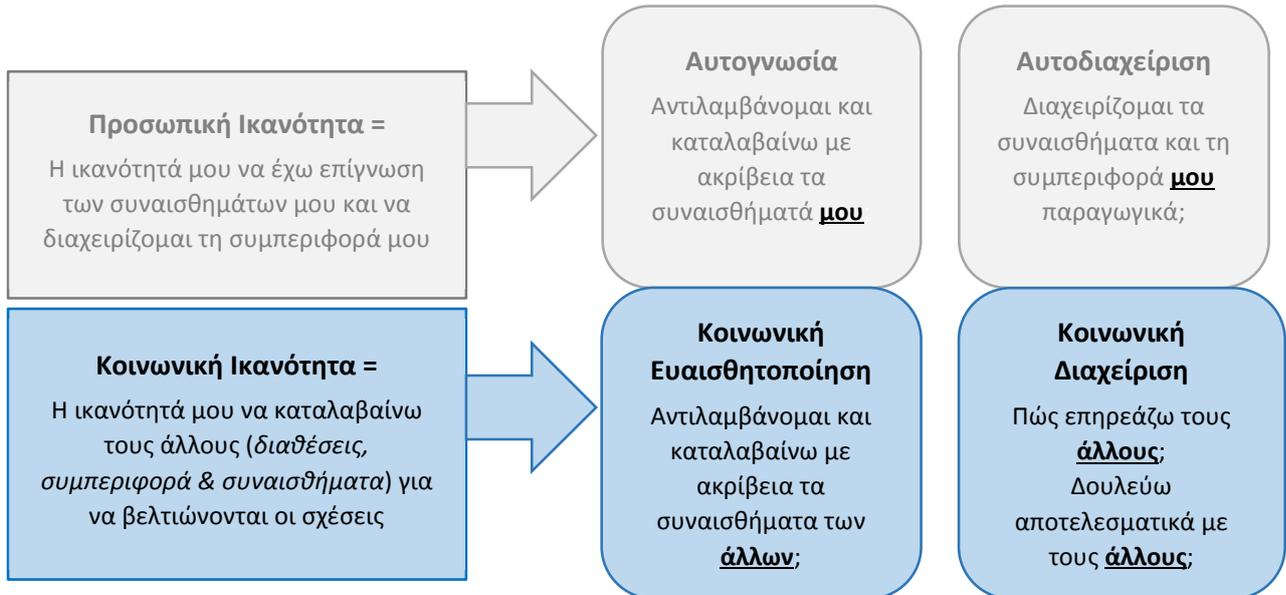 Προσωπική Ικανότητα =
Η ικανότητά μου να έχω επίγνωση
των συναισθημάτων μου και να
διαχειρίζομαι τη συμπεριφορά μου
Αυτογνωσία
Αντιλαμβάνομαι και
καταλαβαίνω με
ακρίβεια τα
συναισθήματά μου
Αυτοδιαχείριση
Διαχειρίζομαι τα
συναισθήματα και τη
συμπεριφορά μου
παραγωγικά;
Κοινωνική Ικανότητα =
Η ικανότητά μου να καταλαβαίνω
τους άλλους (διαθέσεις,
συμπεριφορά & συναισθήματα) για
να βελτιώνονται οι σχέσεις
Κοινωνική
Ευαισθητοποίηση
Αντιλαμβάνομαι και
καταλαβαίνω με
ακρίβεια τα
συναισθήματα των
άλλων;
Κοινωνική
Διαχείριση
Πώς επηρεάζω τους
άλλους;
Δουλεύω
αποτελεσματικά με
τους άλλους;